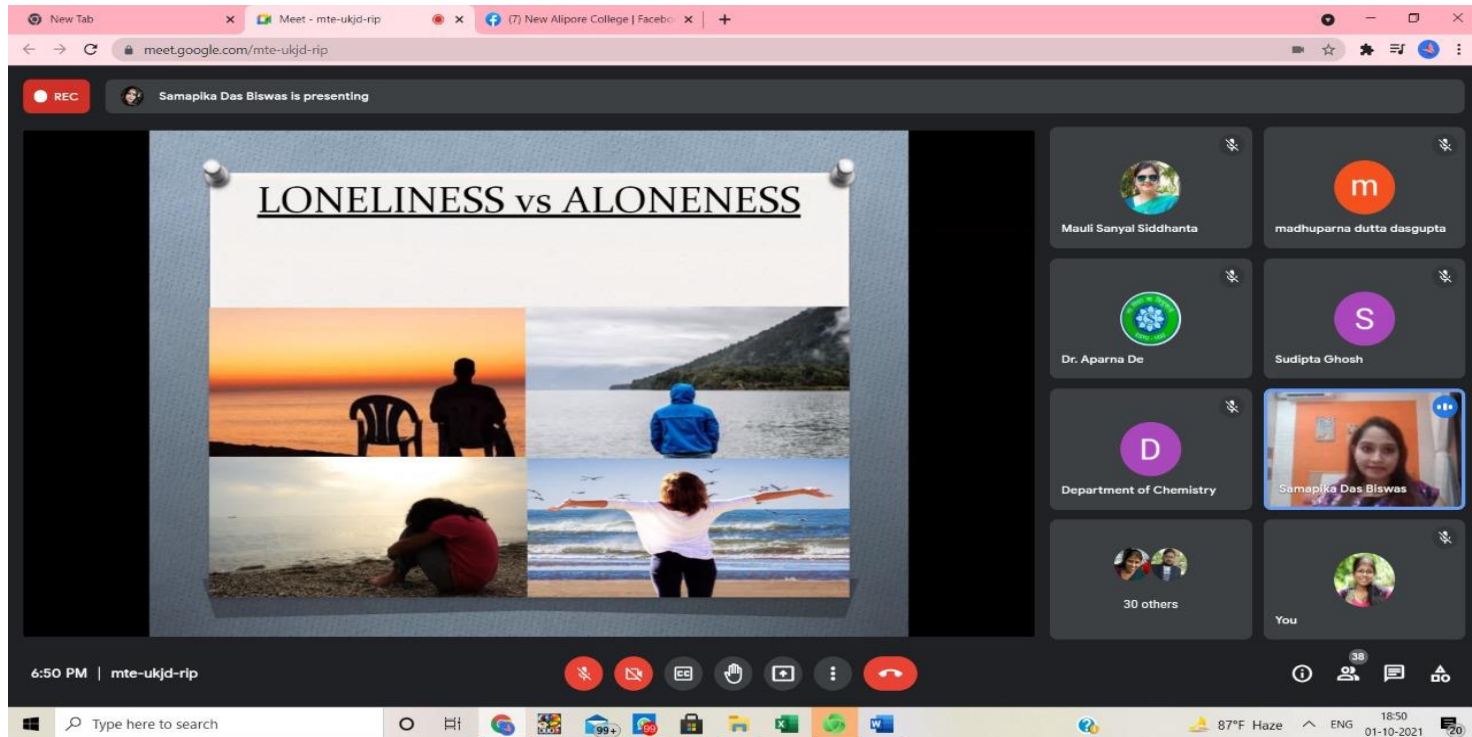 New Tab
Meet - mte-ukjd-rip
(7) New Alipore College | Facebo
meet.google.com/mte-ukjd-rip
REC
Samapika Das Biswas is presenting
LONELINESS vs ALONENESS
Mauli Sanyal Siddhanta
m
madhuparna dutta dasgupta
Dr. Aparna De
S
Sudipta Ghosh
D
Department of Chemistry
Samapika Das Biswas
30 others
You
6:50 PM | mte-ukjd-rip
CC
38
Type here to search
99+
99
87°F Haze
ENG
18:50
01-10-2021
20